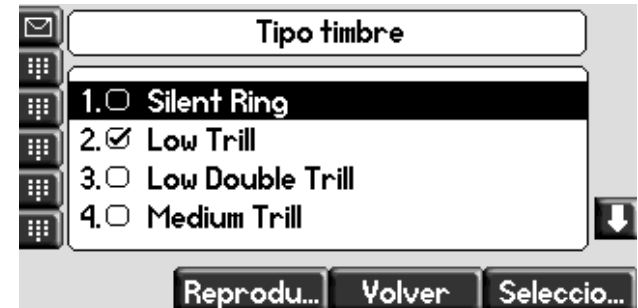 Tipo timbre
1. Silent Ring
2. Low Trill
3. Low Double Trill
4. Medium Trill
Reprodu... Volver Seleccio...